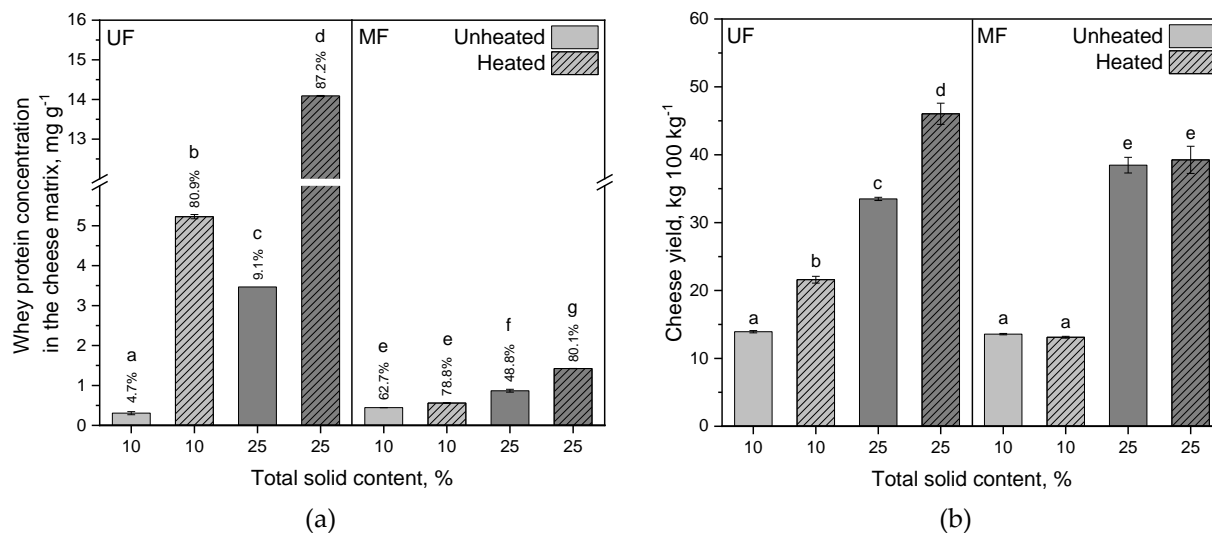 Whey protein concentration
in the cheese matrix, mg g⁻¹
16
15
14
13
5
4
3
2
1
0
UF
MF
Unheated
Heated
a
4.7%
b
80.9%
c
9.1%
d
87.2%
e
62.7%
e
78.8%
f
48.8%
g
80.1%
10
10
25
25
10
10
25
25
Total solid content, %
(a)
Cheese yield, kg 100 kg⁻¹
60
50
40
30
20
10
0
UF
MF
Unheated
Heated
a
b
c
d
a
a
e
e
10
10
25
25
10
10
25
25
Total solid content, %
(b)